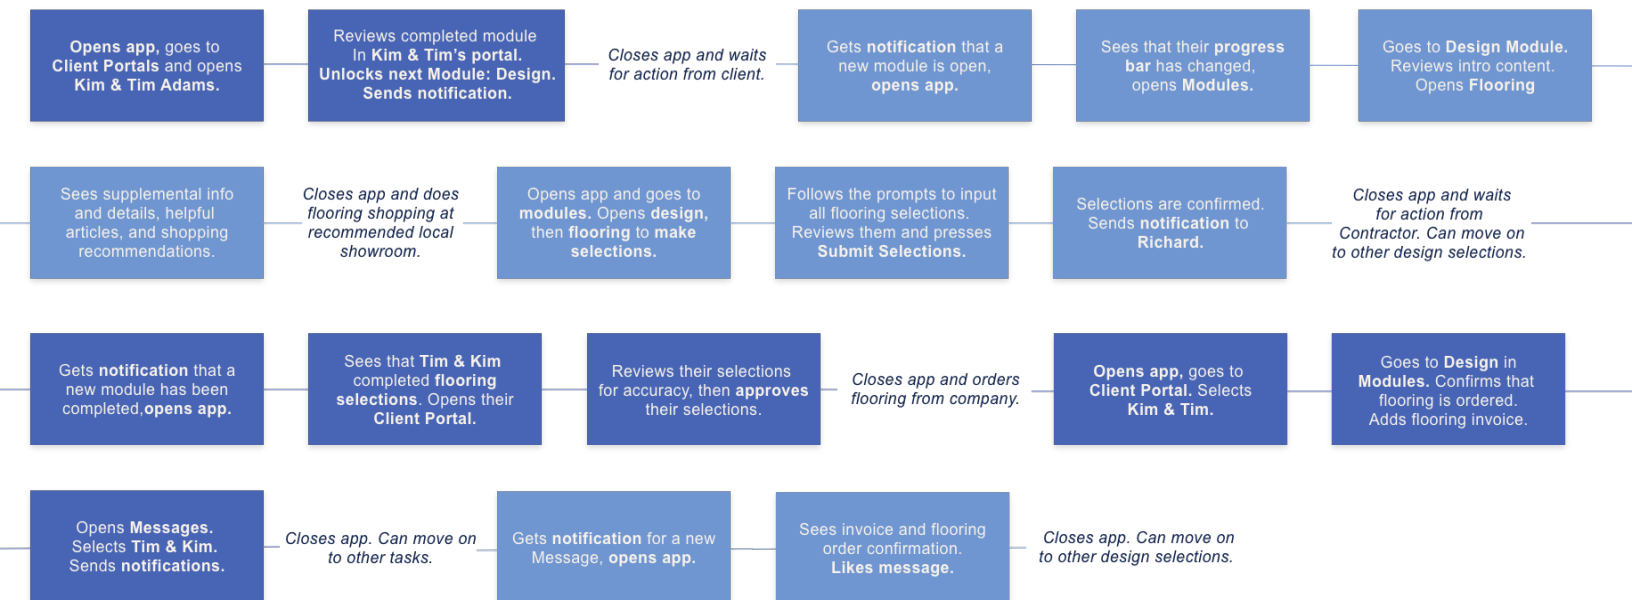 Opens app, goes to
Client Portals and opens
Kim & Tim Adams.
Reviews completed module
In Kim & Tim’s portal.
Unlocks next Module: Design.
Sends notification.
Closes app and waits
for action from client.
Gets notification that a
new module is open,
opens app.
Sees that their progress
bar has changed,
opens Modules.
Goes to Design Module.
Reviews intro content.
Opens Flooring
Sees supplemental info
and details, helpful
articles, and shopping
recommendations.
Closes app and does
flooring shopping at
recommended local
showroom.
Opens app and goes to
modules. Opens design,
then flooring to make
selections.
Follows the prompts to input
all flooring selections.
Reviews them and presses
Submit Selections.
Selections are confirmed.
Sends notification to
Richard.
Closes app and waits
for action from
Contractor. Can move on
to other design selections.
Gets notification that a
new module has been
completed,opens app.
Sees that Tim & Kim
completed flooring
selections. Opens their
Client Portal.
Reviews their selections
for accuracy, then approves
their selections.
Closes app and orders
flooring from company.
Opens app, goes to
Client Portal. Selects
Kim & Tim.
Goes to Design in
Modules. Confirms that
flooring is ordered.
Adds flooring invoice.
Opens Messages.
Selects Tim & Kim.
Sends notifications.
Closes app. Can move on
to other tasks.
Gets notification for a new
Message, opens app.
Sees invoice and flooring
order confirmation.
Likes message.
Closes app. Can move on
to other design selections.